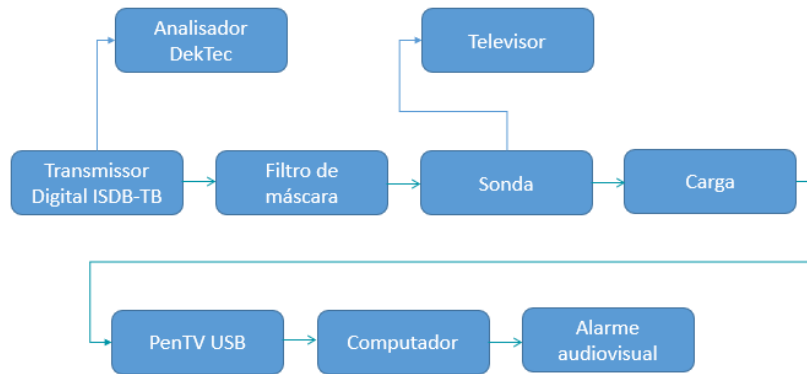 Analisador
DekTec
Televisor
Transmissor
Digital ISDB-TB
Filtro de
máscara
Sonda
Carga
PenTV USB
Computador
Alarme
audiovisual